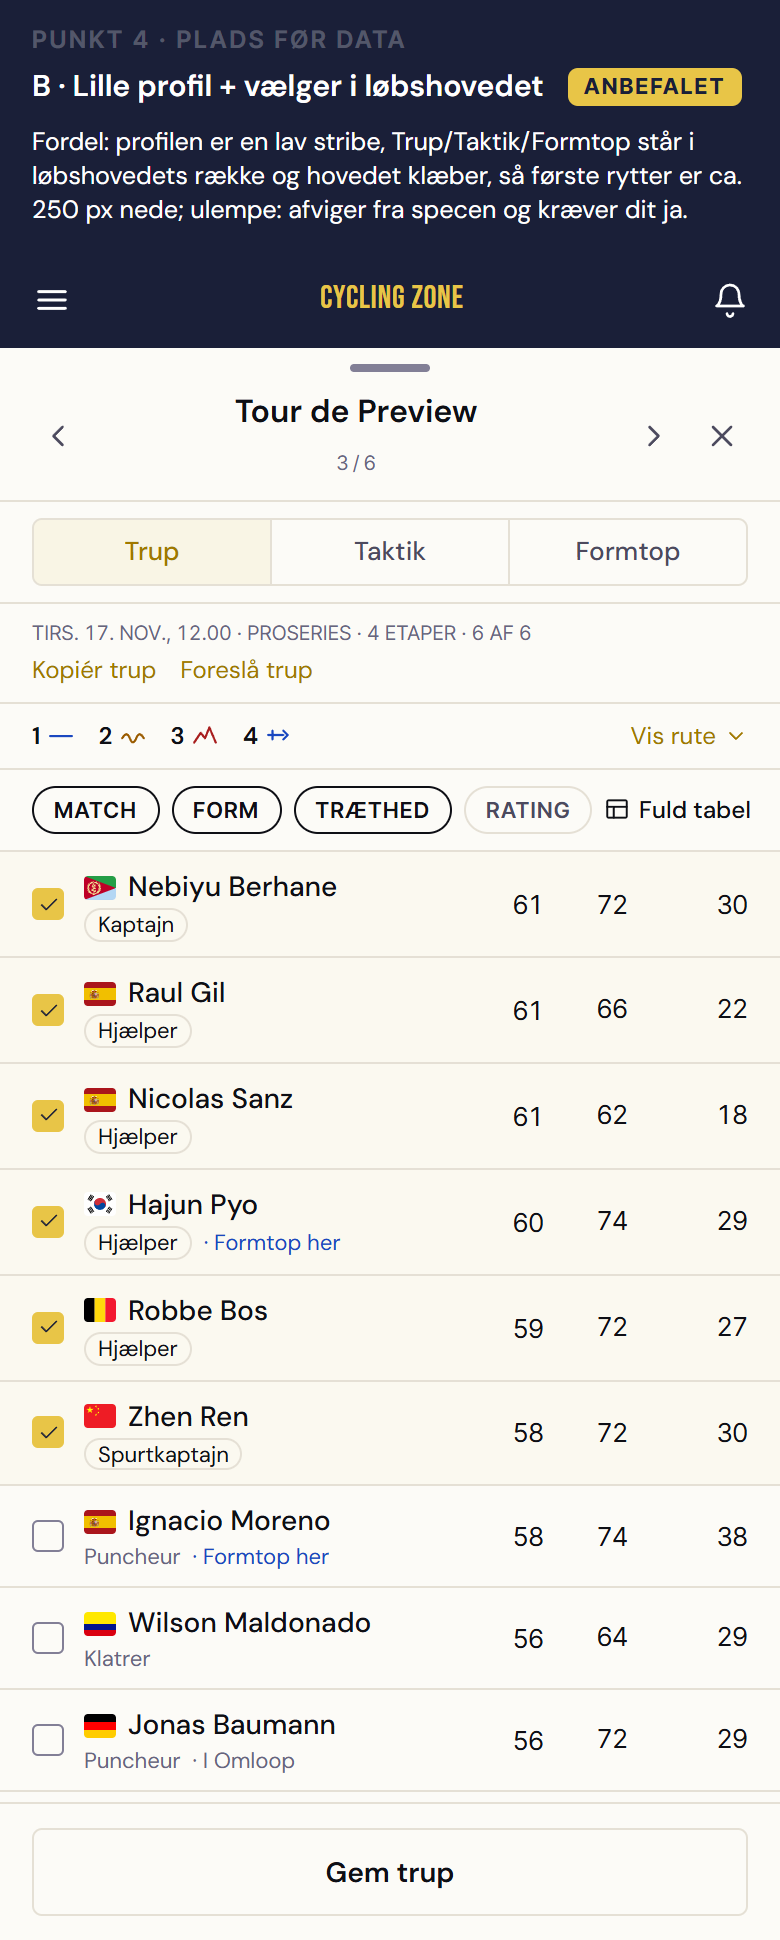 PUNKT 4 · PLADS FØR DATA
B · Lille profil + vælger i løbshovedet ANBEFALET
Fordel: profilen er en lav stribe, Trup/Taktik/Formtop står i
løbshovedets række og hovedet klæber, så første rytter er ca.
250 px nede; ulempe: afviger fra specen og kræver dit ja.
CYCLING ZONE
Tour de Preview
3 / 6
Trup Taktik Formtop
TIRS. 17. NOV., 12.00 · PROSERIES · 4 ETAPER · 6 AF 6
Kopiér trup Foreslå trup
1 2 3 4 Vis rute
MATCH FORM TRÆTHED RATING Fuld tabel
Nebiyu Berhane 61 72 30
Kaptajn
Raul Gil 61 66 22
Hjælper
Nicolas Sanz 61 62 18
Hjælper
Hajun Pyo 60 74 29
Hjælper · Formtop her
Robbe Bos 59 72 27
Hjælper
Zhen Ren 58 72 30
Spurtkaptajn
Ignacio Moreno 58 74 38
Puncheur · Formtop her
Wilson Maldonado 56 64 29
Klatrer
Jonas Baumann 56 72 29
Puncheur · I Omloop
Gem trup